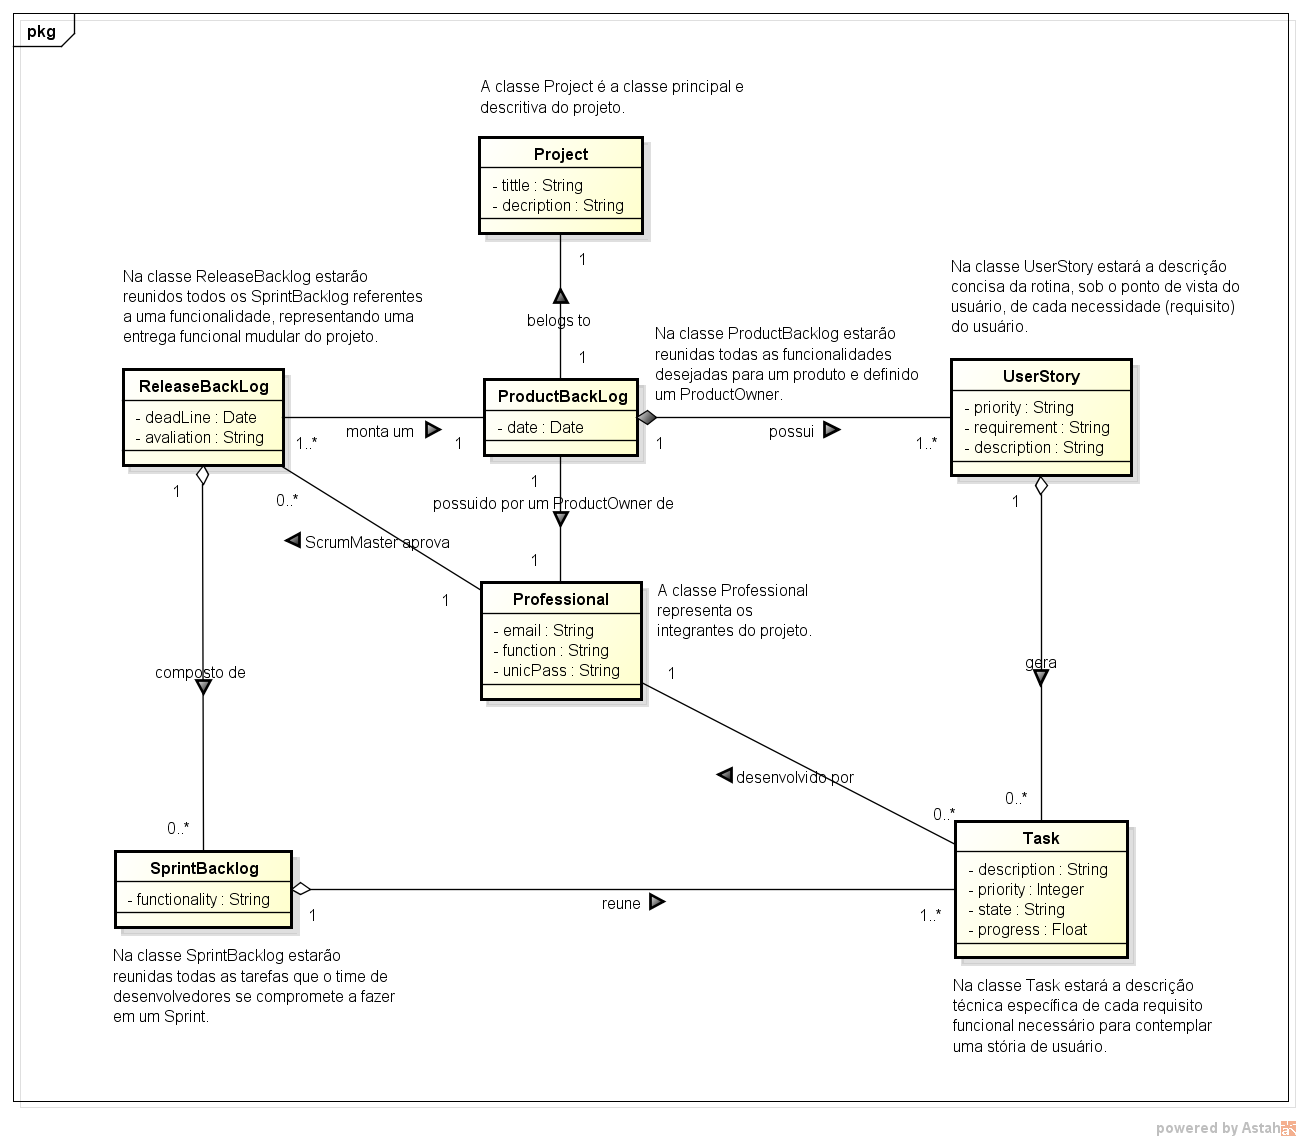 pkg
A classe Project é a classe principal e
descritiva do projeto.
Project
- tittle : String
- decription : String
1
belogs to
1
Na classe ReleaseBacklog estarão
reunidos todos os SprintBacklog referentes
a uma funcionalidade, representando uma
entrega funcional mudular do projeto.
Na classe UserStory estará a descrição
concisa da rotina, sob o ponto de vista do
usuário, de cada necessidade (requisito)
do usuário.
Na classe ProductBacklog estarão
reunidas todas as funcionalidades
desejadas para um produto e definido
um ProductOwner.
ReleaseBackLog
- deadLine : Date
- avaliation : String
1..*
monta um
1
ProductBackLog
- date : Date
1
possui
1..*
UserStory
- priority : String
- requirement : String
- description : String
1
0..*
1
possuido por um ProductOwner de
1
1
ScrumMaster aprova
1
Professional
- email : String
- function : String
- unicPass : String
A classe Professional
representa os
integrantes do projeto.
1
composto de
gera
desenvolvido por
0..*
0..*
0..*
SprintBacklog
- functionality : String
1
reune
1..*
Task
- description : String
- priority : Integer
- state : String
- progress : Float
Na classe SprintBacklog estarão
reunidas todas as tarefas que o time de
desenvolvedores se compromete a fazer
em um Sprint.
Na classe Task estará a descrição
técnica específica de cada requisito
funcional necessário para contemplar
uma stória de usuário.
powered by Astah